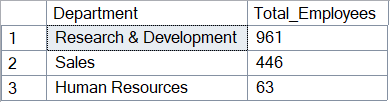 Department Total_Employees
1 Research & Development 961
2 Sales 446
3 Human Resources 63